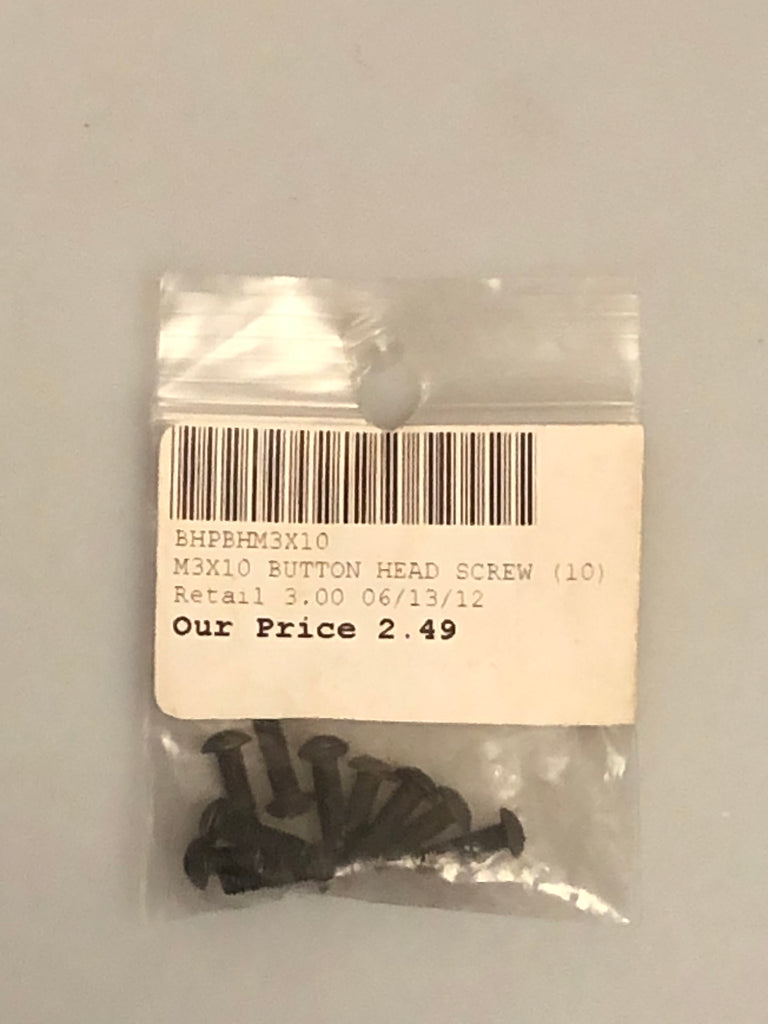 BHPBHM3X10
M3X10 BUTTON HEAD SCREW (10)
Retail 3.00 06/13/12
Our Price 2.49